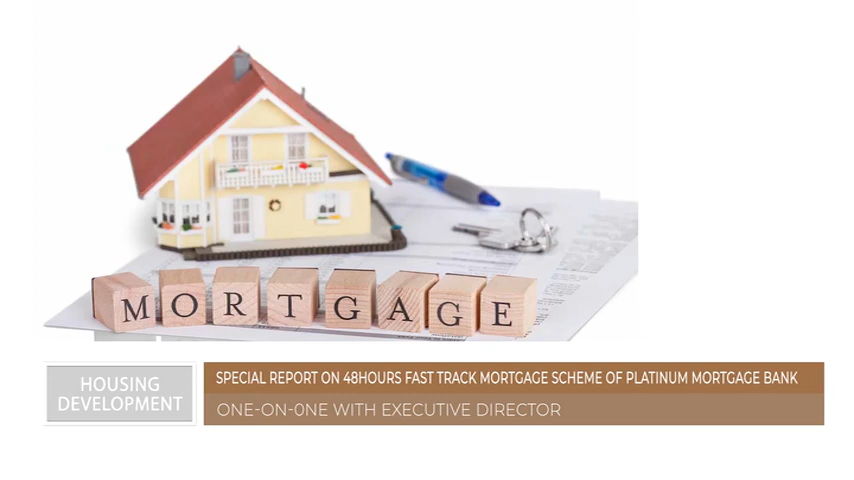 MORTGAGE
HOUSING
DEVELOPMENT
SPECIAL REPORT ON 48HOURS FAST TRACK MORTGAGE SCHEME OF PLATINUM MORTGAGE BANK
ONE-ON-0NE WITH EXECUTIVE DIRECTOR